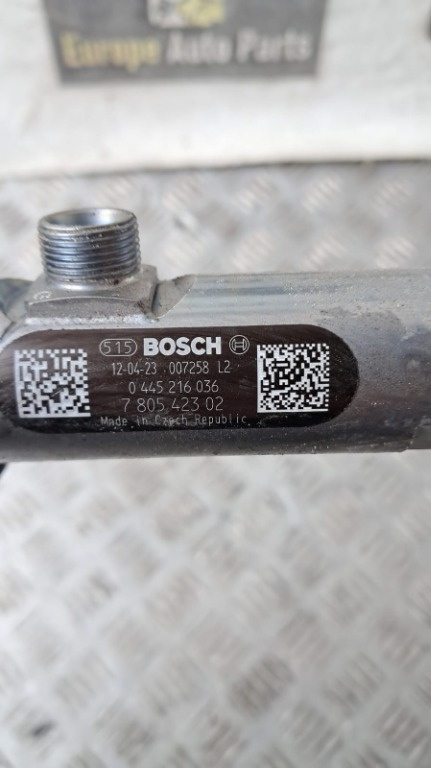 Europe Auto Parts
515 BOSCH
12-04-23 007258 L2
0 445 216 036
7 805 423 02
Made in Czech Republic